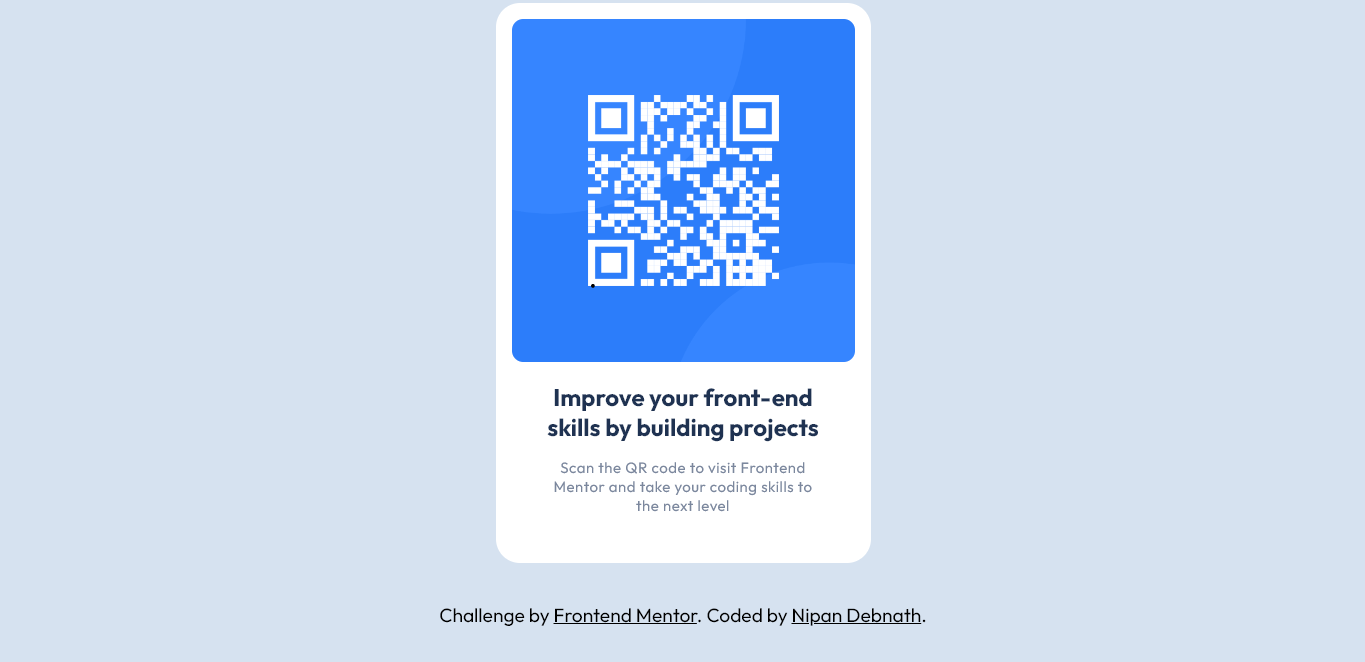 Improve your front-end
skills by building projects
Scan the QR code to visit Frontend
Mentor and take your coding skills to
the next level
Challenge by Frontend Mentor. Coded by Nipan Debnath.